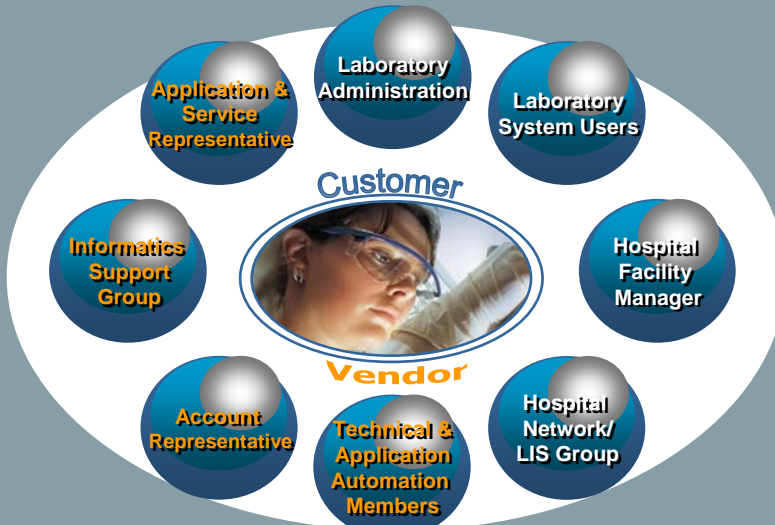 Laboratory
Administration
Application &
Service
Representative
Laboratory
System Users
Customer
Informatics
Support
Group
Hospital
Facility
Manager
Vendor
Account
Representative
Technical &
Application
Automation
Members
Hospital
Network/
LIS Group